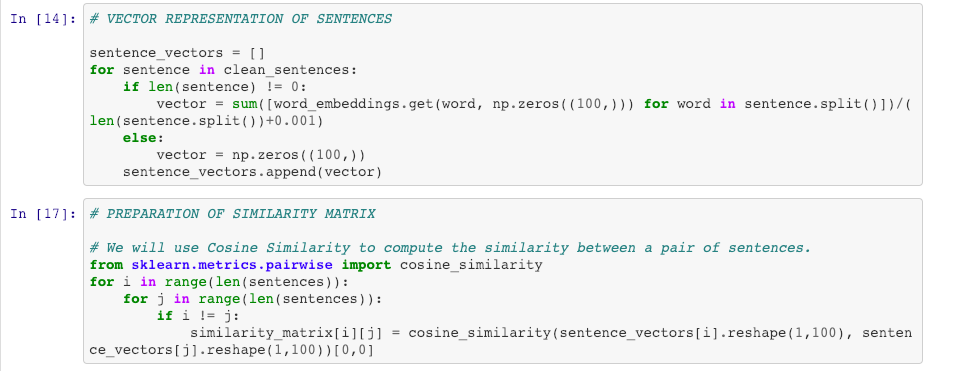 In [14]: # VECTOR REPRESENTATION OF SENTENCES
sentence_vectors = []
for sentence in clean_sentences:
    if len(sentence) != 0:
        vector = sum([word_embeddings.get(word, np.zeros((100,))) for word in sentence.split()])/(
len(sentence.split())+0.001)
    else:
        vector = np.zeros((100,))
    sentence_vectors.append(vector)
In [17]: # PREPARATION OF SIMILARITY MATRIX
# We will use Cosine Similarity to compute the similarity between a pair of sentences.
from sklearn.metrics.pairwise import cosine_similarity
for i in range(len(sentences)):
    for j in range(len(sentences)):
        if i != j:
            similarity_matrix[i][j] = cosine_similarity(sentence_vectors[i].reshape(1,100), senten
ce_vectors[j].reshape(1,100))[0,0]